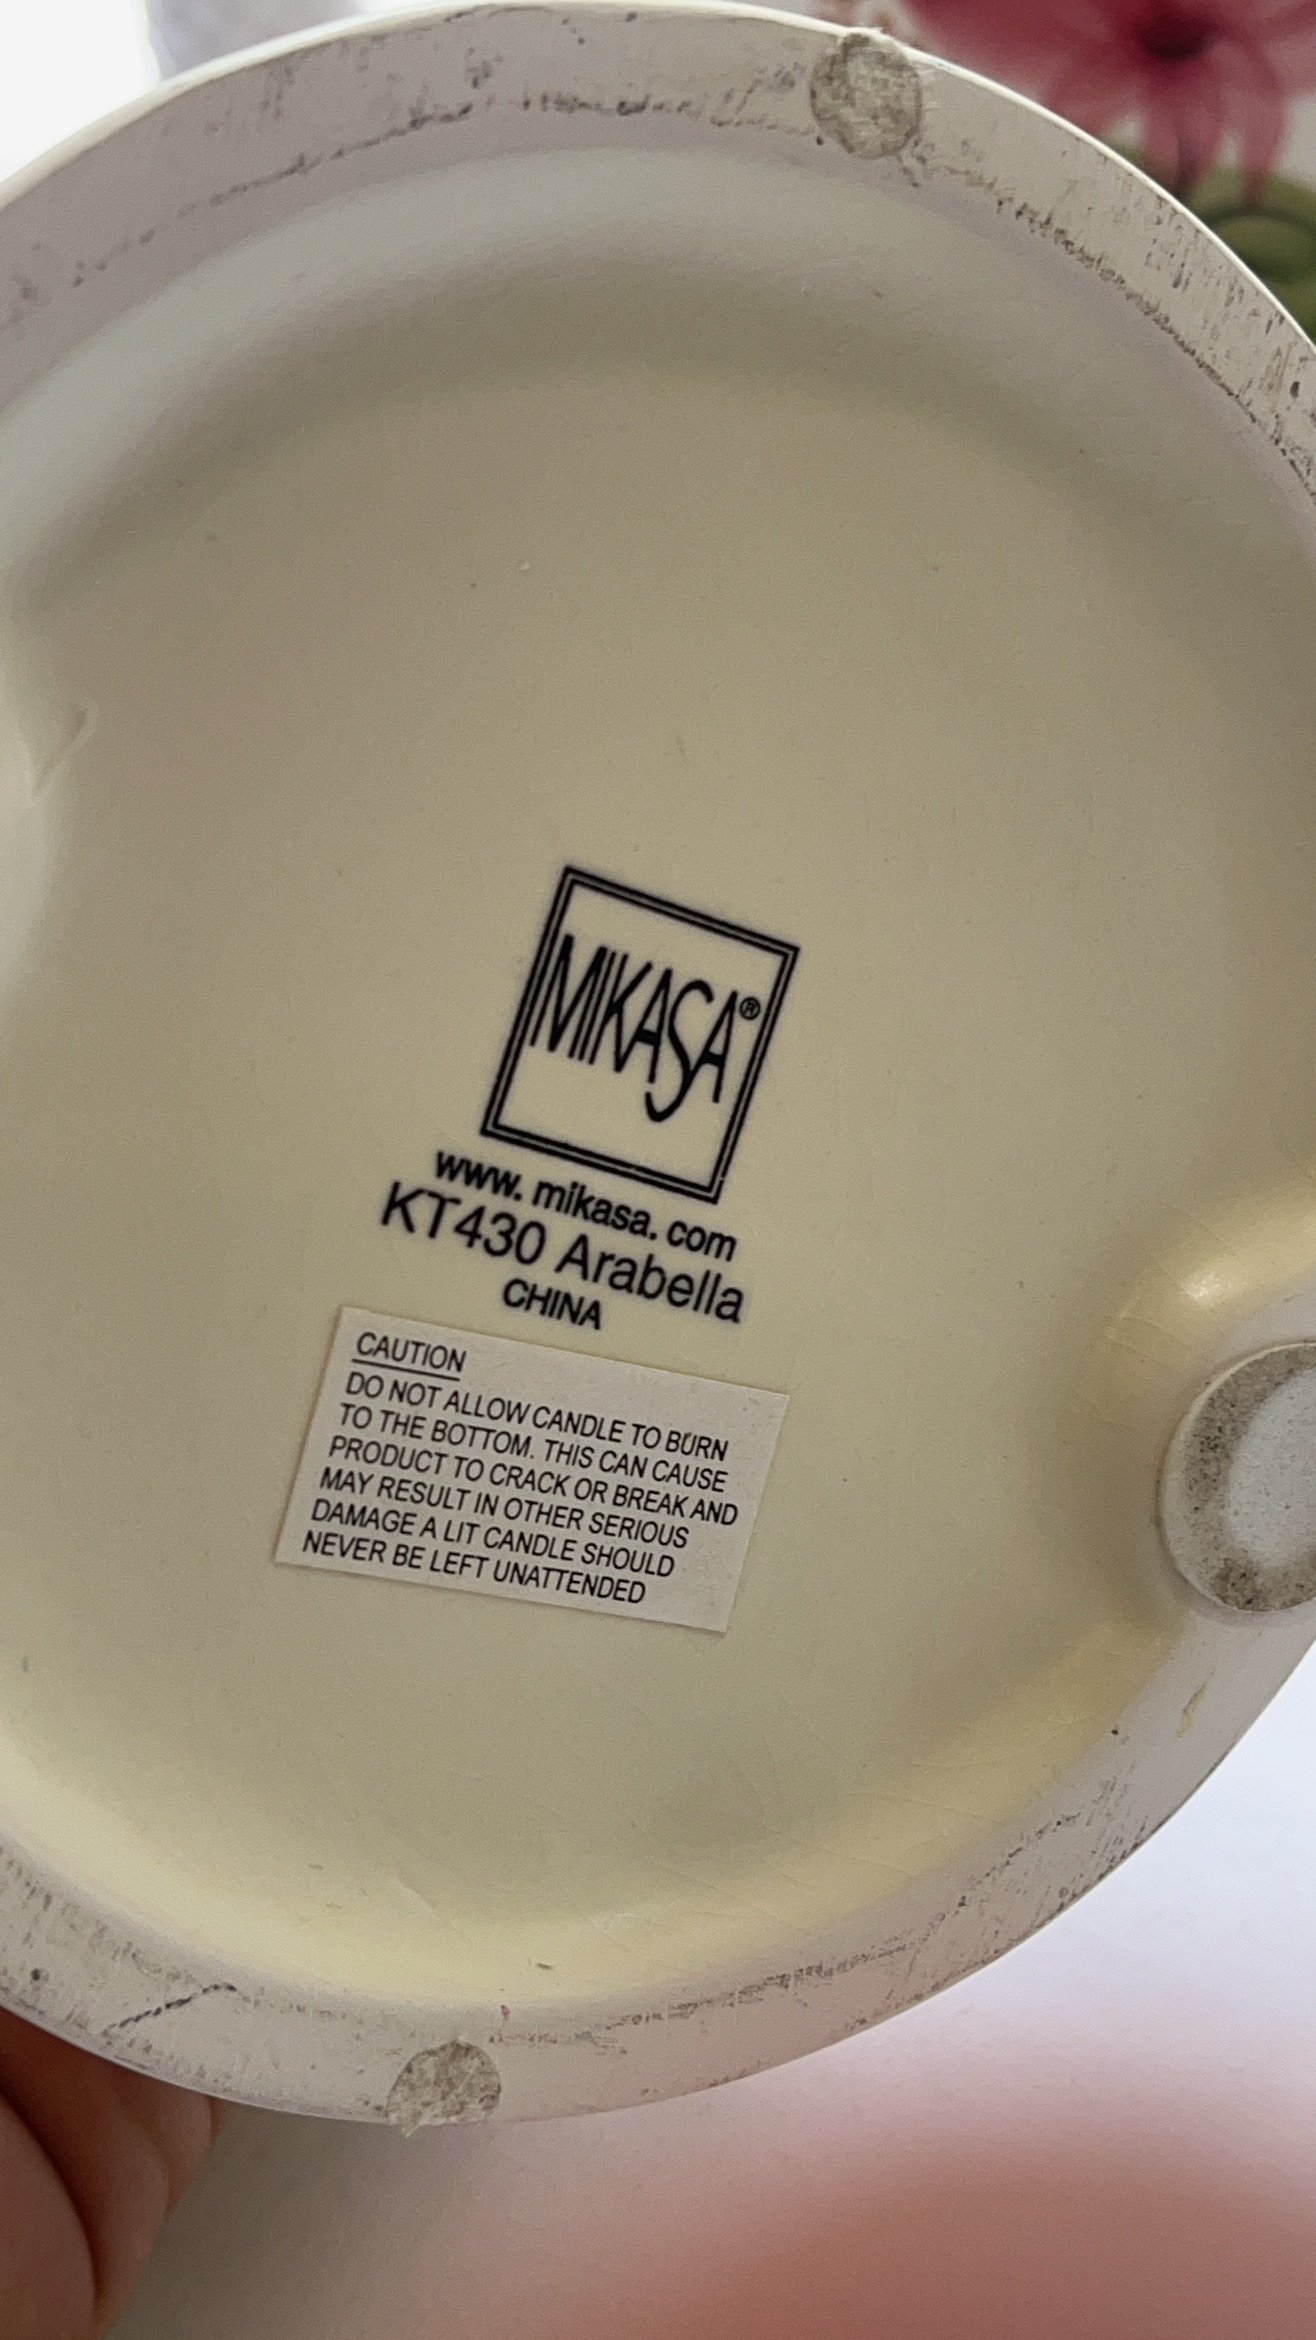 MIKASA®
www. mikasa. com
KT430 Arabella
CHINA
CAUTION
DO NOT ALLOW CANDLE TO BURN
TO THE BOTTOM. THIS CAN CAUSE
PRODUCT TO CRACK OR BREAK AND
MAY RESULT IN OTHER SERIOUS
DAMAGE A LIT CANDLE SHOULD
NEVER BE LEFT UNATTENDED